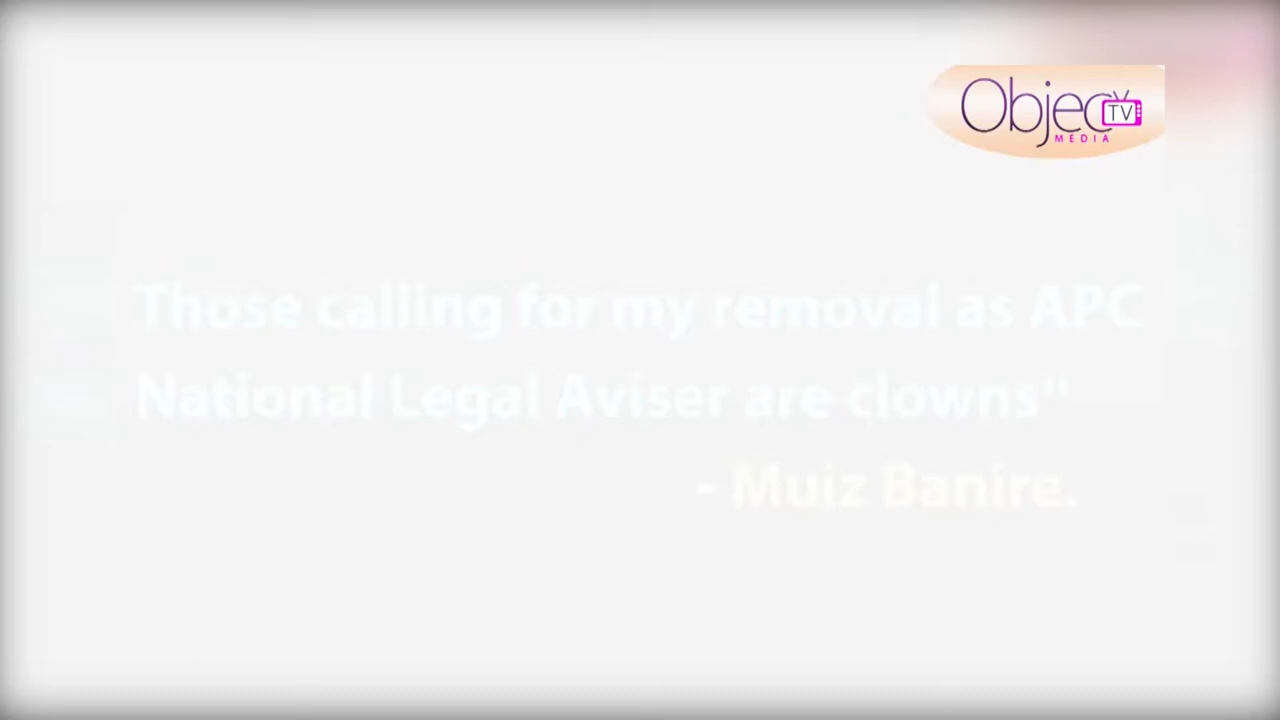 Objec TV
MEDIA
Those calling for my removal as APC
National Legal Aviser are clowns"
- Muiz Banire.